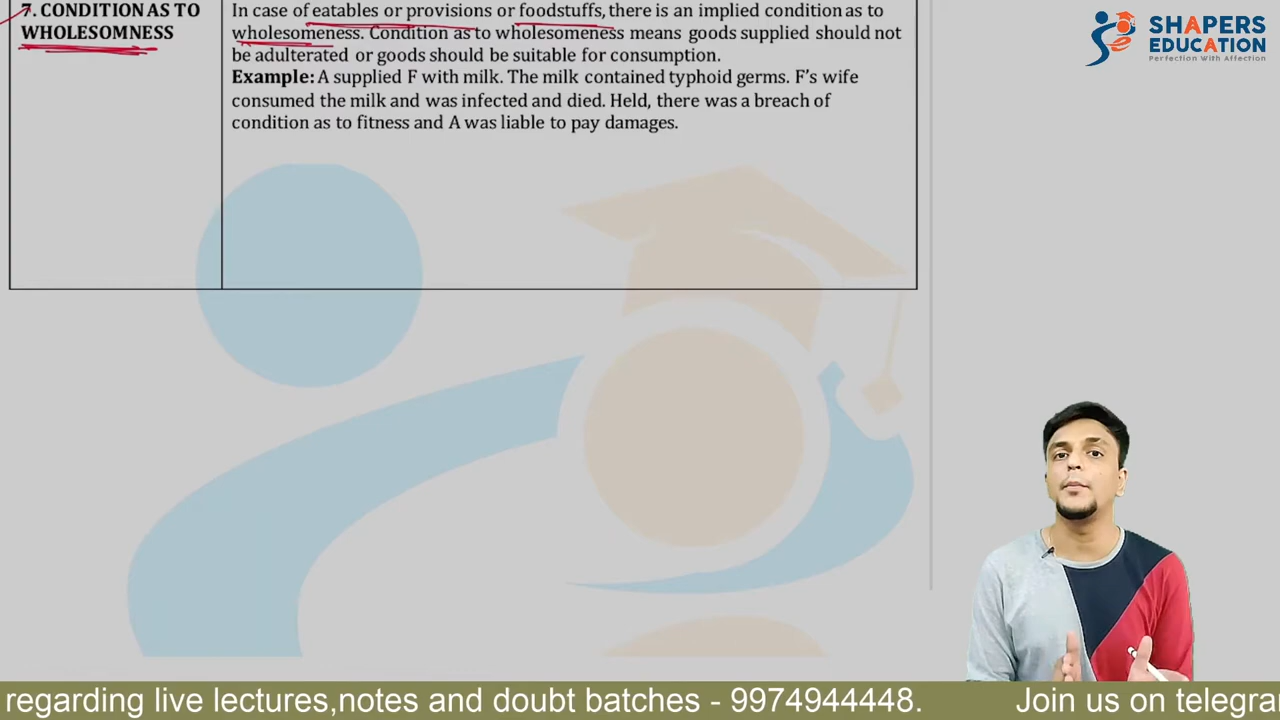 7. CONDITION AS TO
WHOLESOMNESS
In case of eatables or provisions or foodstuffs, there is an implied condition as to
wholesomeness. Condition as to wholesomeness means goods supplied should not
be adulterated or goods should be suitable for consumption.
Example: A supplied F with milk. The milk contained typhoid germs. F's wife
consumed the milk and was infected and died. Held, there was a breach of
condition as to fitness and A was liable to pay damages.
SHAPERS
EDUCATION
Perfection With Affection
regarding live lectures,notes and doubt batches - 9974944448.
Join us on telegra